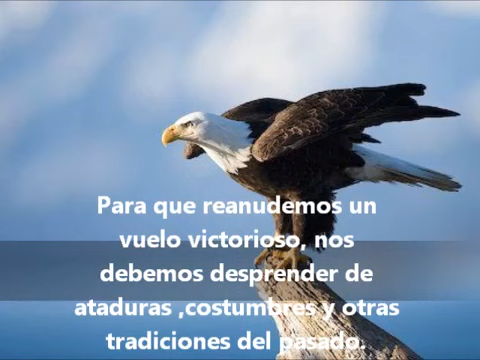 Para que reanudemos un
vuelo victorioso, nos
debemos desprender de
ataduras ,costumbres y otras
tradiciones del pasado.